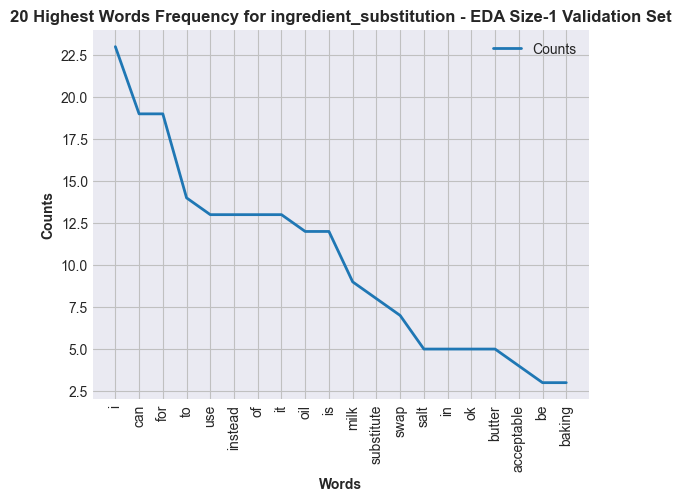 20 Highest Words Frequency for ingredient_substitution - EDA Size-1 Validation Set
Counts
22.5
20.0
17.5
15.0
12.5
10.0
7.5
5.0
2.5
Counts
i
can
for
to
use
instead
of
it
oil
is
milk
substitute
swap
salt
in
ok
butter
acceptable
be
baking
Words